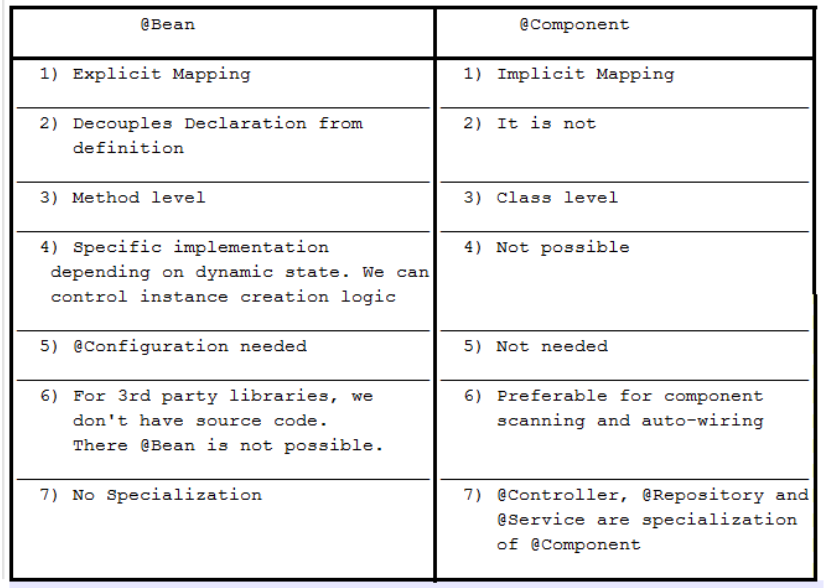 @Bean @Component
1) Explicit Mapping 1) Implicit Mapping
2) Decouples Declaration from 2) It is not
definition
3) Method level 3) Class level
4) Specific implementation 4) Not possible
depending on dynamic state. We can
control instance creation logic
5) @Configuration needed 5) Not needed
6) For 3rd party libraries, we 6) Preferable for component
don't have source code. scanning and auto-wiring
There @Bean is not possible.
7) No Specialization 7) @Controller, @Repository and
@Service are specialization
of @Component